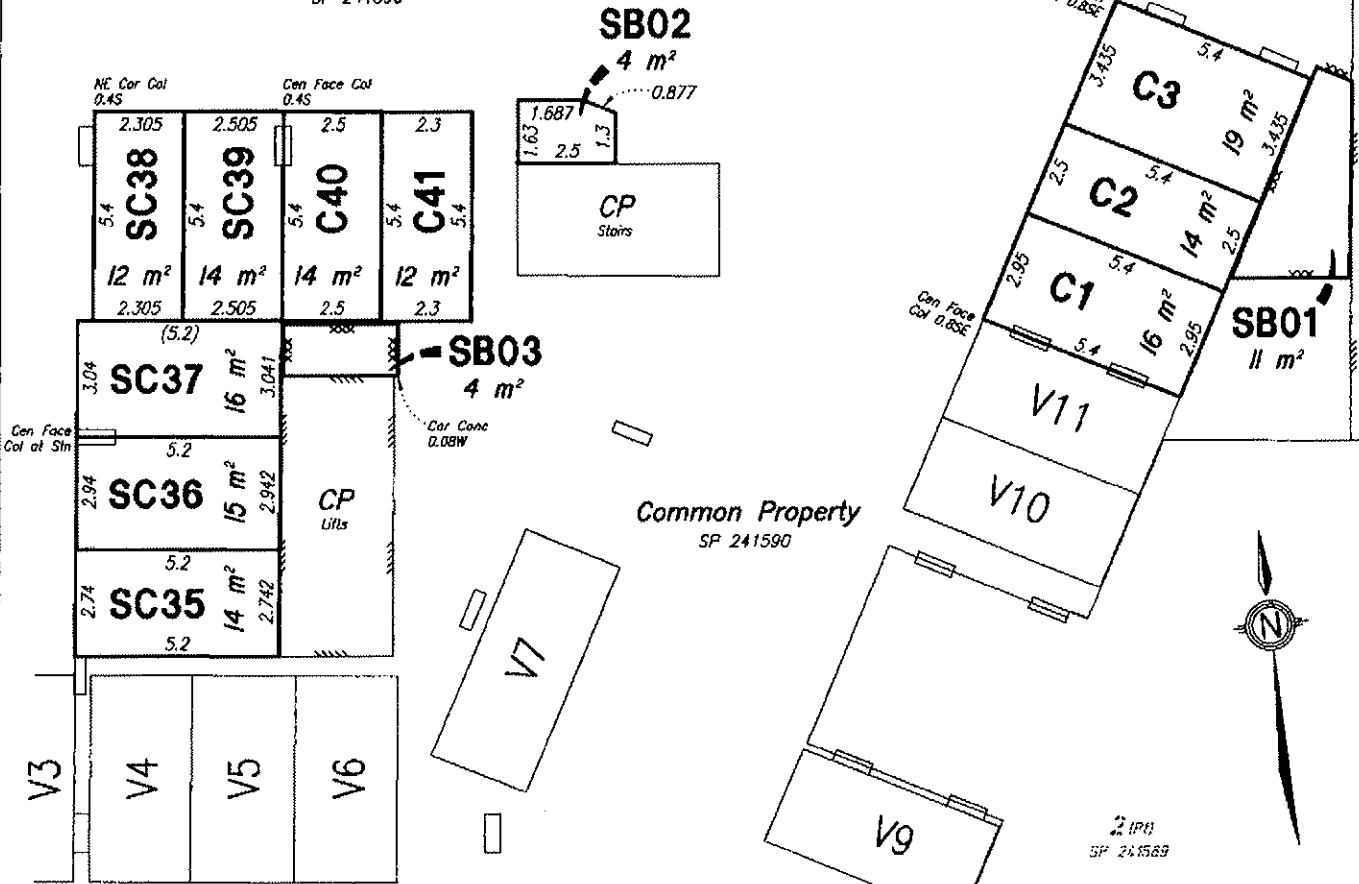 SB02
4 m²
0.877
1.687
1.63
1.3
2.5
CP
Stairs
NE Cor Col
0.4S
Cen Face Col
0.4S
2.305
2.505
2.5
2.3
5.4
SC38
5.4
SC39
5.4
C40
5.4
C41
5.4
12 m²
14 m²
14 m²
12 m²
2.305
2.505
2.5
2.3
(5.2)
3.04
SC37
16 m²
3.041
SB03
4 m²
Cor Conc
0.08W
Cen Face
Col at Stn
5.2
2.94
SC36
15 m²
2.942
CP
Lifts
5.2
2.74
SC35
14 m²
2.742
5.2
Common Property
SP 241590
0.8SE
5.4
3.435
C3
19 m²
3.435
5.4
2.5
C2
14 m²
2.5
5.4
2.95
C1
16 m²
2.95
5.4
Cen Face
Col 0.8SE
SB01
11 m²
V11
V10
N
V7
V3
V4
V5
V6
V9
2 (Pt)
SP 241589